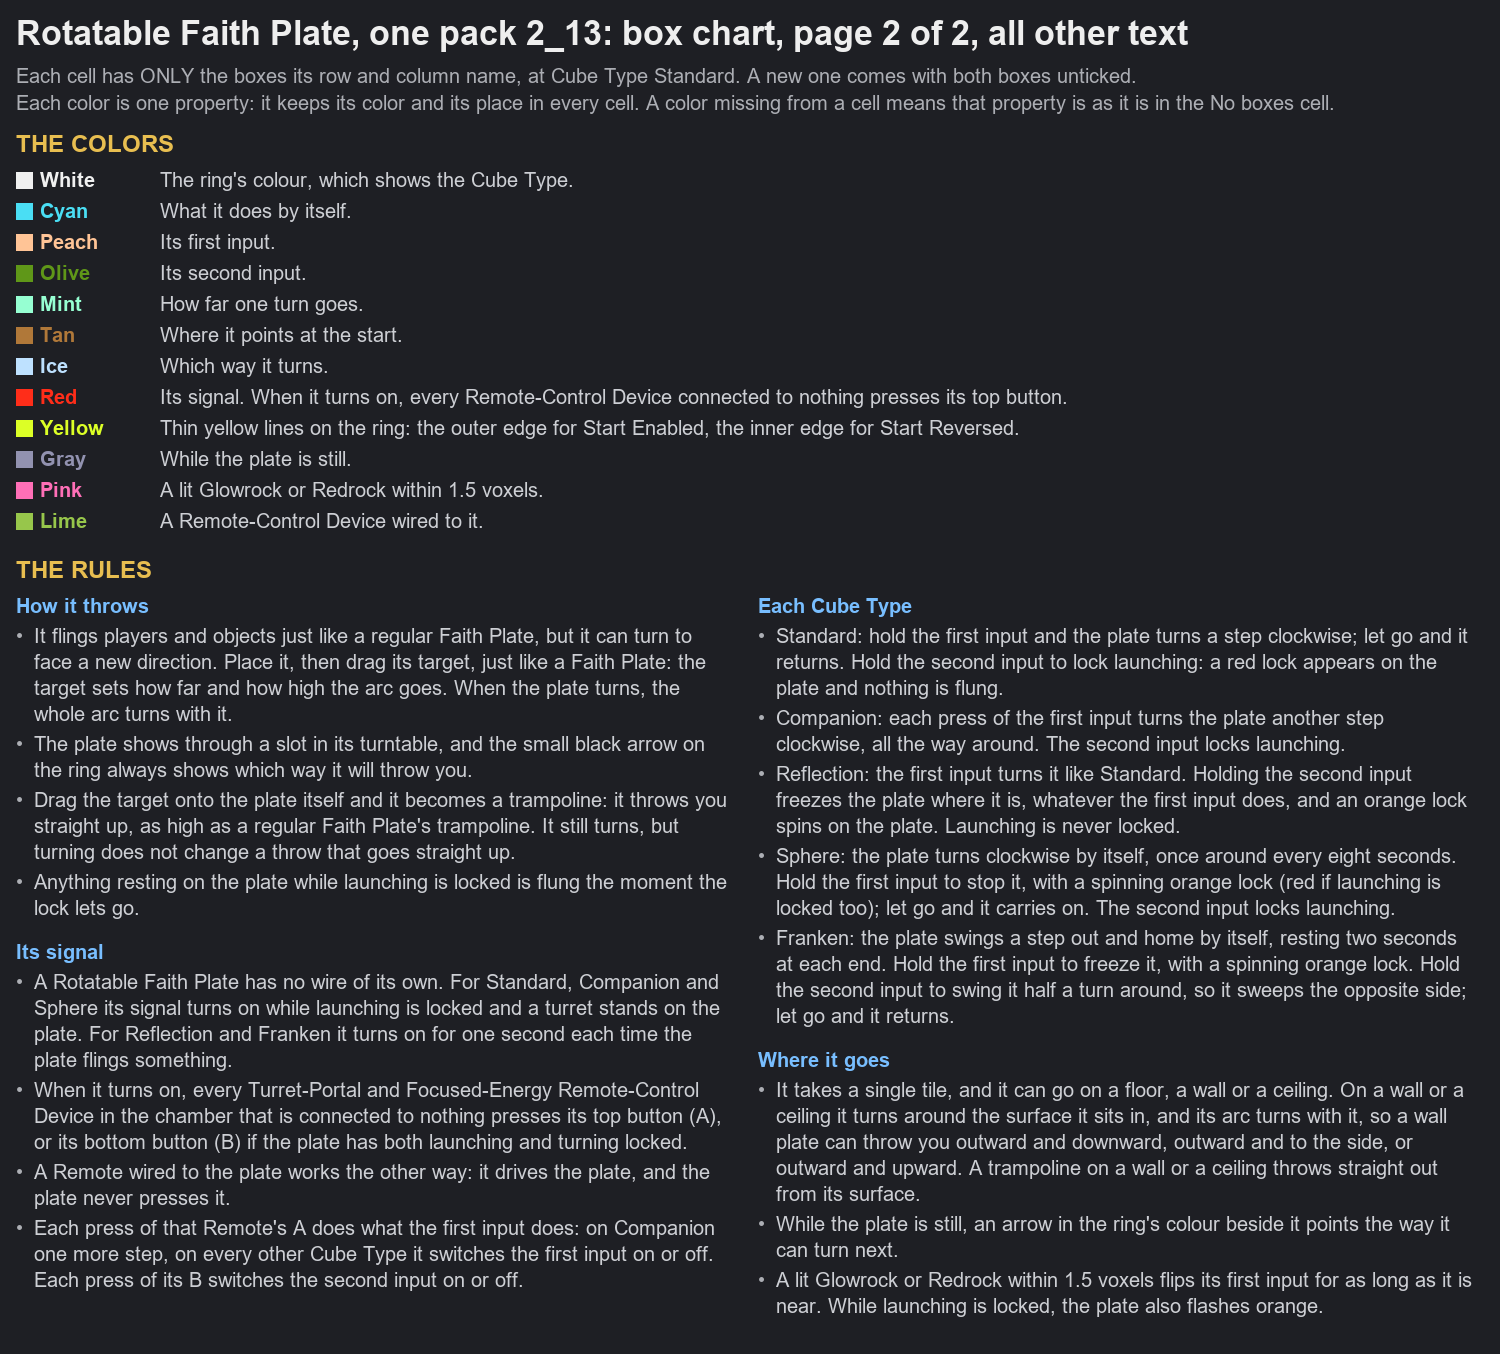 Rotatable Faith Plate, one pack 2_13: box chart, page 2 of 2, all other text
Each cell has ONLY the boxes its row and column name, at Cube Type Standard. A new one comes with both boxes unticked.
Each color is one property: it keeps its color and its place in every cell. A color missing from a cell means that property is as it is in the No boxes cell.
THE COLORS
White The ring's colour, which shows the Cube Type.
Cyan What it does by itself.
Peach Its first input.
Olive Its second input.
Mint How far one turn goes.
Tan Where it points at the start.
Ice Which way it turns.
Red Its signal. When it turns on, every Remote-Control Device connected to nothing presses its top button.
Yellow Thin yellow lines on the ring: the outer edge for Start Enabled, the inner edge for Start Reversed.
Gray While the plate is still.
Pink A lit Glowrock or Redrock within 1.5 voxels.
Lime A Remote-Control Device wired to it.
THE RULES
How it throws
• It flings players and objects just like a regular Faith Plate, but it can turn to
face a new direction. Place it, then drag its target, just like a Faith Plate: the
target sets how far and how high the arc goes. When the plate turns, the
whole arc turns with it.
• The plate shows through a slot in its turntable, and the small black arrow on
the ring always shows which way it will throw you.
• Drag the target onto the plate itself and it becomes a trampoline: it throws you
straight up, as high as a regular Faith Plate's trampoline. It still turns, but
turning does not change a throw that goes straight up.
• Anything resting on the plate while launching is locked is flung the moment the
lock lets go.
Its signal
• A Rotatable Faith Plate has no wire of its own. For Standard, Companion and
Sphere its signal turns on while launching is locked and a turret stands on the
plate. For Reflection and Franken it turns on for one second each time the
plate flings something.
• When it turns on, every Turret-Portal and Focused-Energy Remote-Control
Device in the chamber that is connected to nothing presses its top button (A),
or its bottom button (B) if the plate has both launching and turning locked.
• A Remote wired to the plate works the other way: it drives the plate, and the
plate never presses it.
• Each press of that Remote's A does what the first input does: on Companion
one more step, on every other Cube Type it switches the first input on or off.
Each press of its B switches the second input on or off.
Each Cube Type
• Standard: hold the first input and the plate turns a step clockwise; let go and it
returns. Hold the second input to lock launching: a red lock appears on the
plate and nothing is flung.
• Companion: each press of the first input turns the plate another step
clockwise, all the way around. The second input locks launching.
• Reflection: the first input turns it like Standard. Holding the second input
freezes the plate where it is, whatever the first input does, and an orange lock
spins on the plate. Launching is never locked.
• Sphere: the plate turns clockwise by itself, once around every eight seconds.
Hold the first input to stop it, with a spinning orange lock (red if launching is
locked too); let go and it carries on. The second input locks launching.
• Franken: the plate swings a step out and home by itself, resting two seconds
at each end. Hold the first input to freeze it, with a spinning orange lock. Hold
the second input to swing it half a turn around, so it sweeps the opposite side;
let go and it returns.
Where it goes
• It takes a single tile, and it can go on a floor, a wall or a ceiling. On a wall or a
ceiling it turns around the surface it sits in, and its arc turns with it, so a wall
plate can throw you outward and downward, outward and to the side, or
outward and upward. A trampoline on a wall or a ceiling throws straight out
from its surface.
• While the plate is still, an arrow in the ring's colour beside it points the way it
can turn next.
• A lit Glowrock or Redrock within 1.5 voxels flips its first input for as long as it is
near. While launching is locked, the plate also flashes orange.